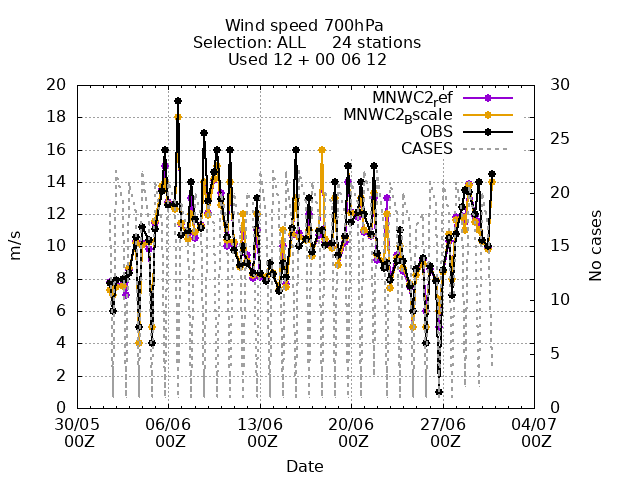 Wind speed 700hPa
Selection: ALL 24 stations
Used 12 + 00 06 12
20
18
16
14
12
10
8
6
4
2
0
m/s
30
25
20
15
10
5
0
No cases
MNWC2ref
MNWC2Bscale
OBS
CASES
30/05 06/06 13/06 20/06 27/06 04/07
00Z 00Z 00Z 00Z 00Z 00Z
Date